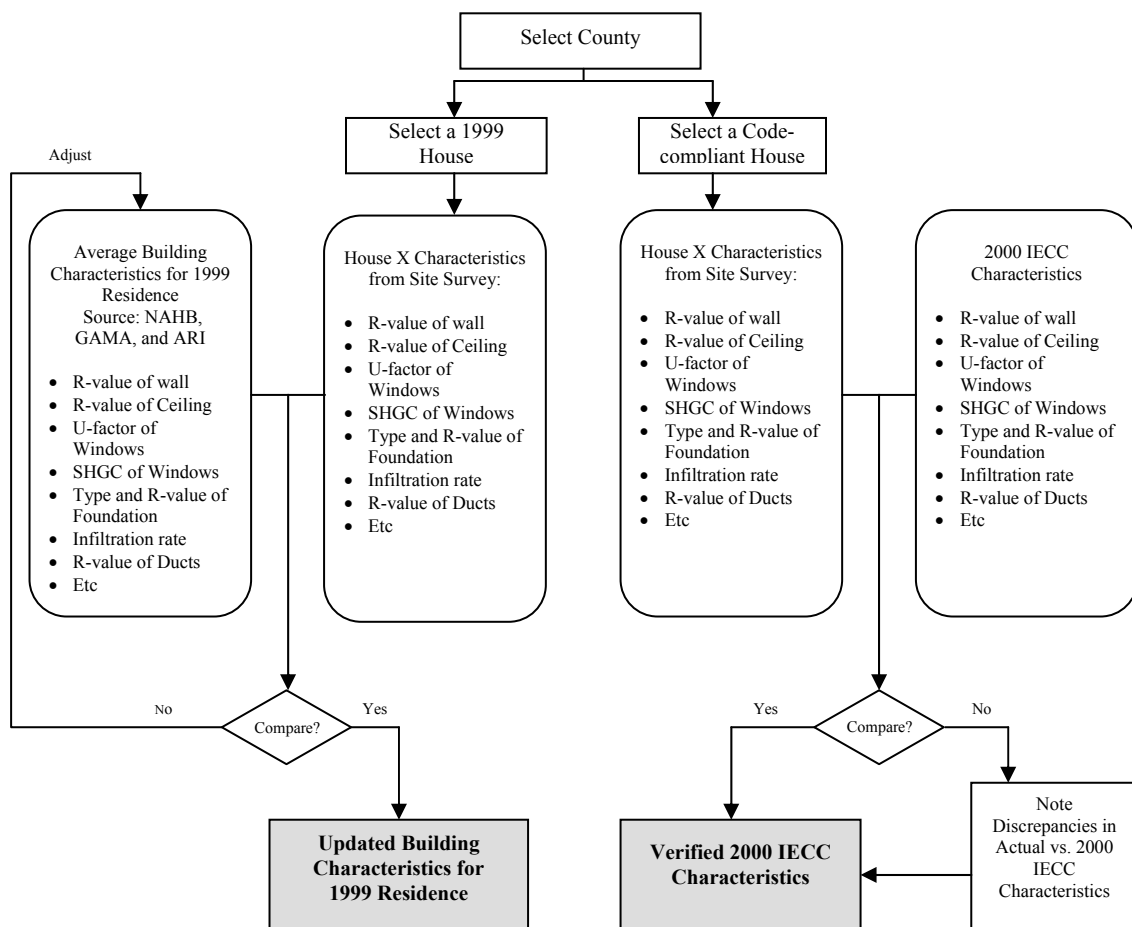 Select County
Select a 1999
House
Select a Code-
compliant House
Adjust
Average Building
Characteristics for 1999
Residence
Source: NAHB,
GAMA, and ARI
• R-value of wall
• R-value of Ceiling
• U-factor of
Windows
• SHGC of Windows
• Type and R-value of
Foundation
• Infiltration rate
• R-value of Ducts
• Etc
House X Characteristics
from Site Survey:
• R-value of wall
• R-value of Ceiling
• U-factor of
Windows
• SHGC of Windows
• Type and R-value of
Foundation
• Infiltration rate
• R-value of Ducts
• Etc
House X Characteristics
from Site Survey:
• R-value of wall
• R-value of Ceiling
• U-factor of
Windows
• SHGC of Windows
• Type and R-value of
Foundation
• Infiltration rate
• R-value of Ducts
• Etc
2000 IECC
Characteristics
• R-value of wall
• R-value of Ceiling
• U-factor of
Windows
• SHGC of Windows
• Type and R-value of
Foundation
• Infiltration rate
• R-value of Ducts
• Etc
No
Compare?
Yes
Yes
Compare?
No
Updated Building
Characteristics for
1999 Residence
Verified 2000 IECC
Characteristics
Note
Discrepancies in
Actual vs. 2000
IECC
Characteristics